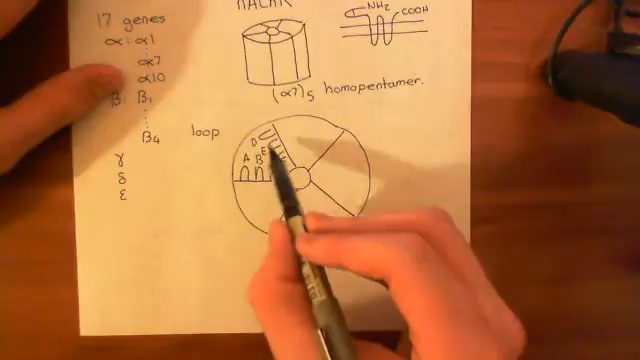 nAChR
17 genes
α: α1
α7
α10
β: β1
β4
γ
δ
ε
NH₂
COOH
(α7)₅ homopentamer.
loop
D
E
A
B